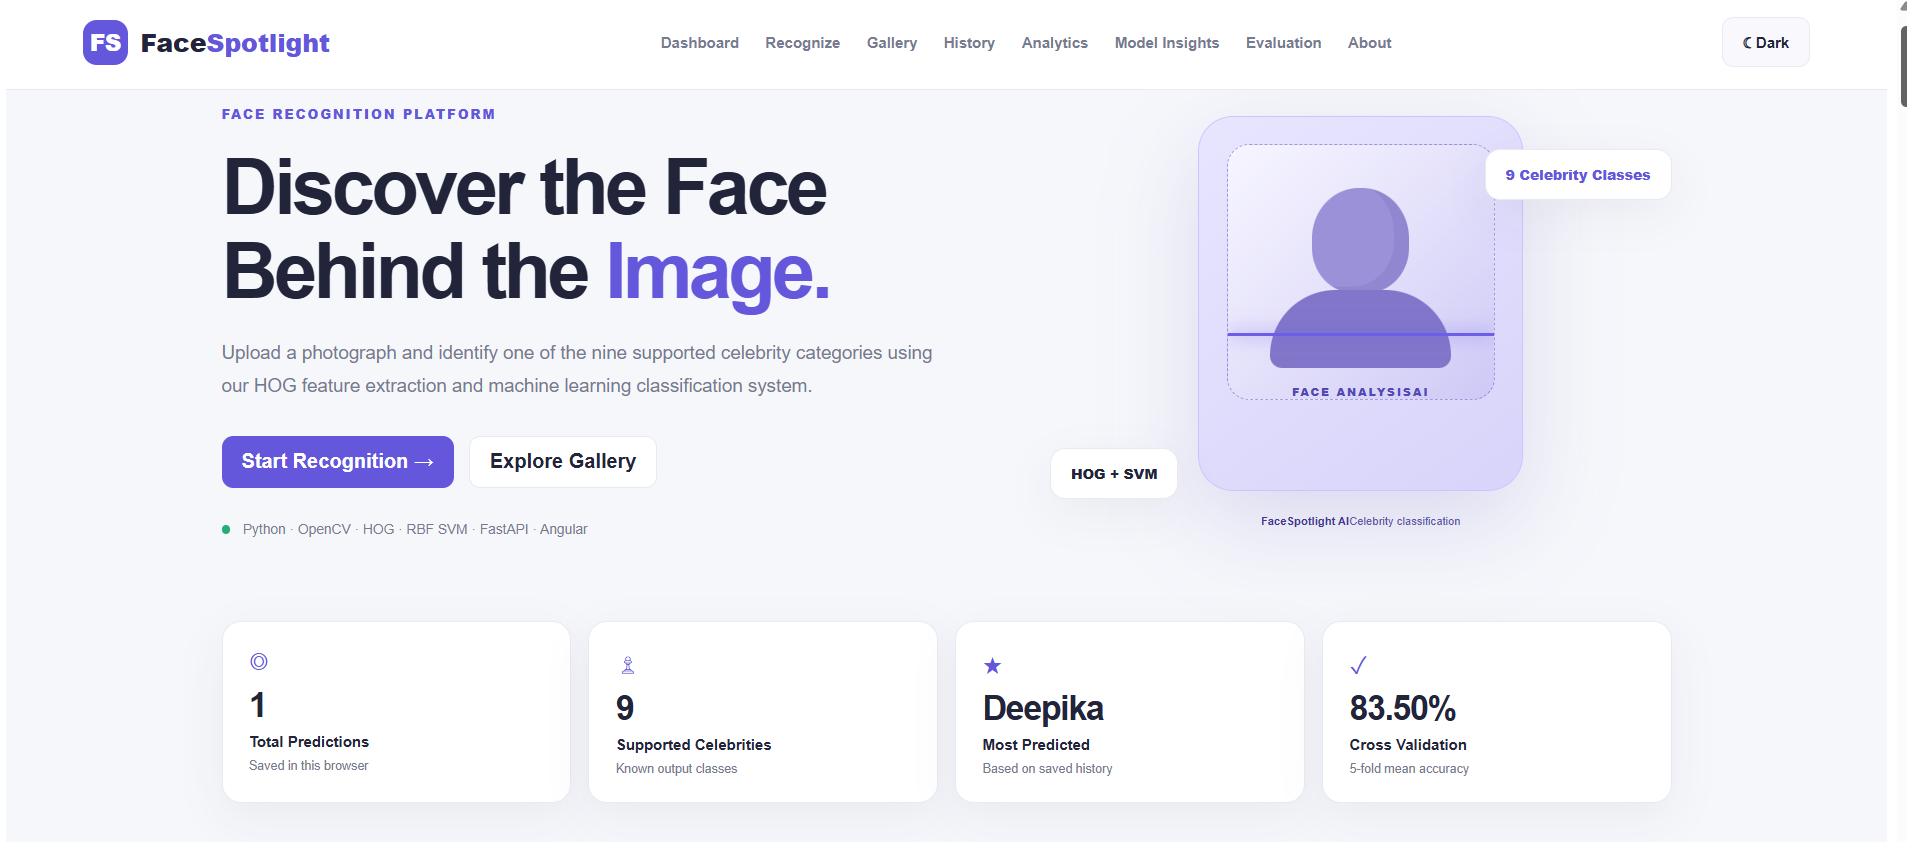 FS FaceSpotlight
Dashboard Recognize Gallery History Analytics Model Insights Evaluation About
☾ Dark
FACE RECOGNITION PLATFORM
Discover the Face
Behind the Image.
Upload a photograph and identify one of the nine supported celebrity categories using
our HOG feature extraction and machine learning classification system.
Start Recognition →
Explore Gallery
Python · OpenCV · HOG · RBF SVM · FastAPI · Angular
9 Celebrity Classes
FACE ANALYSISAI
HOG + SVM
FaceSpotlight AICelebrity classification
1
Total Predictions
Saved in this browser
9
Supported Celebrities
Known output classes
★
Deepika
Most Predicted
Based on saved history
✓
83.50%
Cross Validation
5-fold mean accuracy